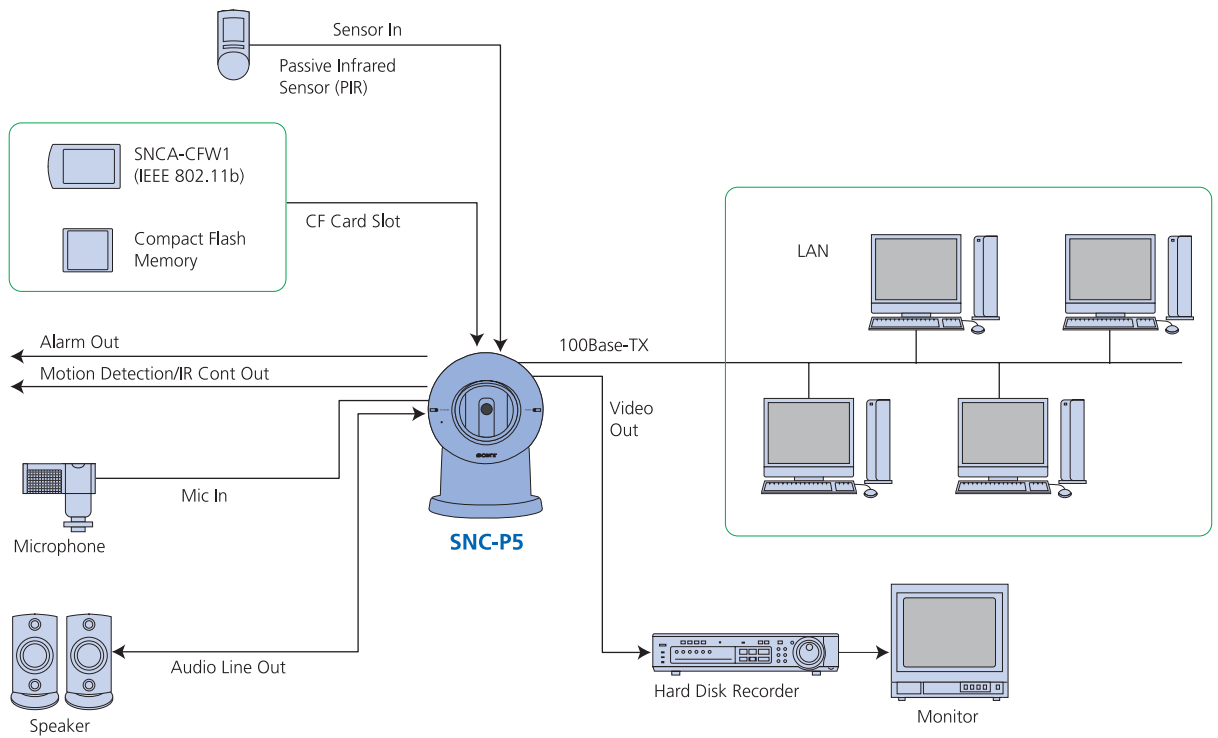 Sensor In
Passive Infrared
Sensor (PIR)
SNCA-CFW1
(IEEE 802.11b)
CF Card Slot
Compact Flash
Memory
LAN
Alarm Out
100Base-TX
Motion Detection/IR Cont Out
Video
Out
SONY
Mic In
SNC-P5
Microphone
Audio Line Out
Hard Disk Recorder
Speaker
Monitor